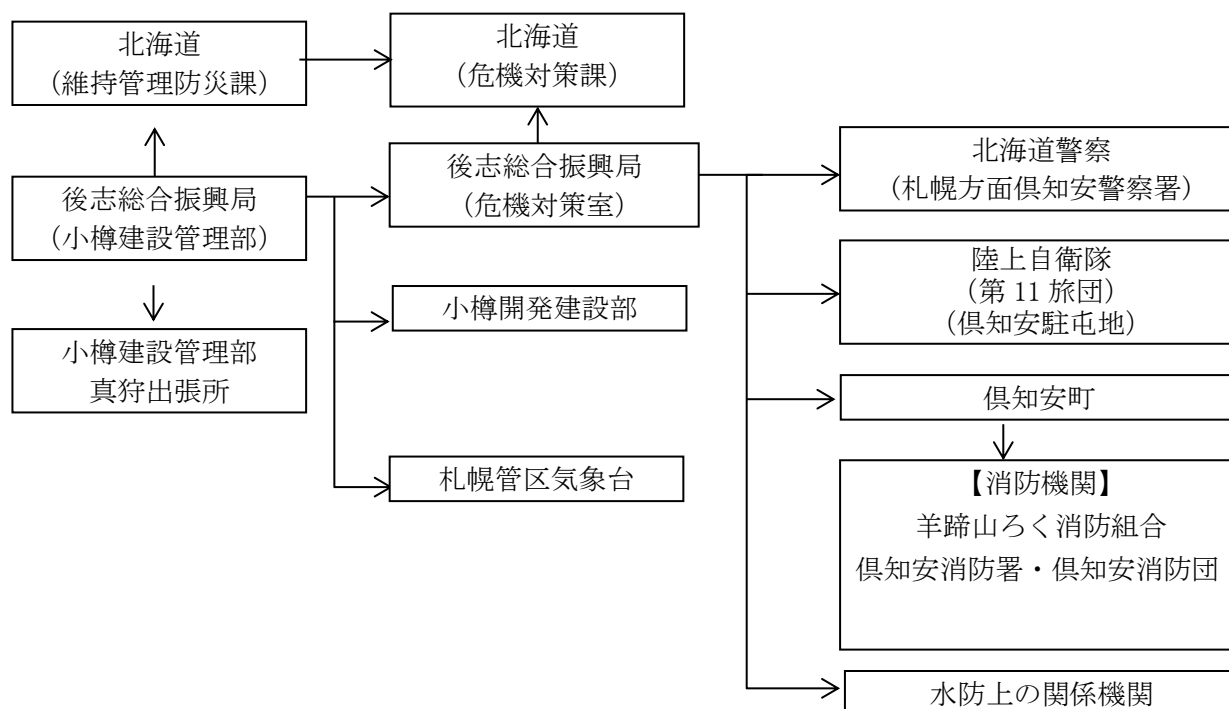 北海道
(維持管理防災課)
北海道
(危機対策課)
後志総合振興局
(小樽建設管理部)
後志総合振興局
(危機対策室)
北海道警察
(札幌方面倶知安警察署)
陸上自衛隊
(第 11 旅団)
(倶知安駐屯地)
小樽開発建設部
小樽建設管理部
真狩出張所
倶知安町
札幌管区気象台
【消防機関】
羊蹄山ろく消防組合
倶知安消防署・倶知安消防団
水防上の関係機関